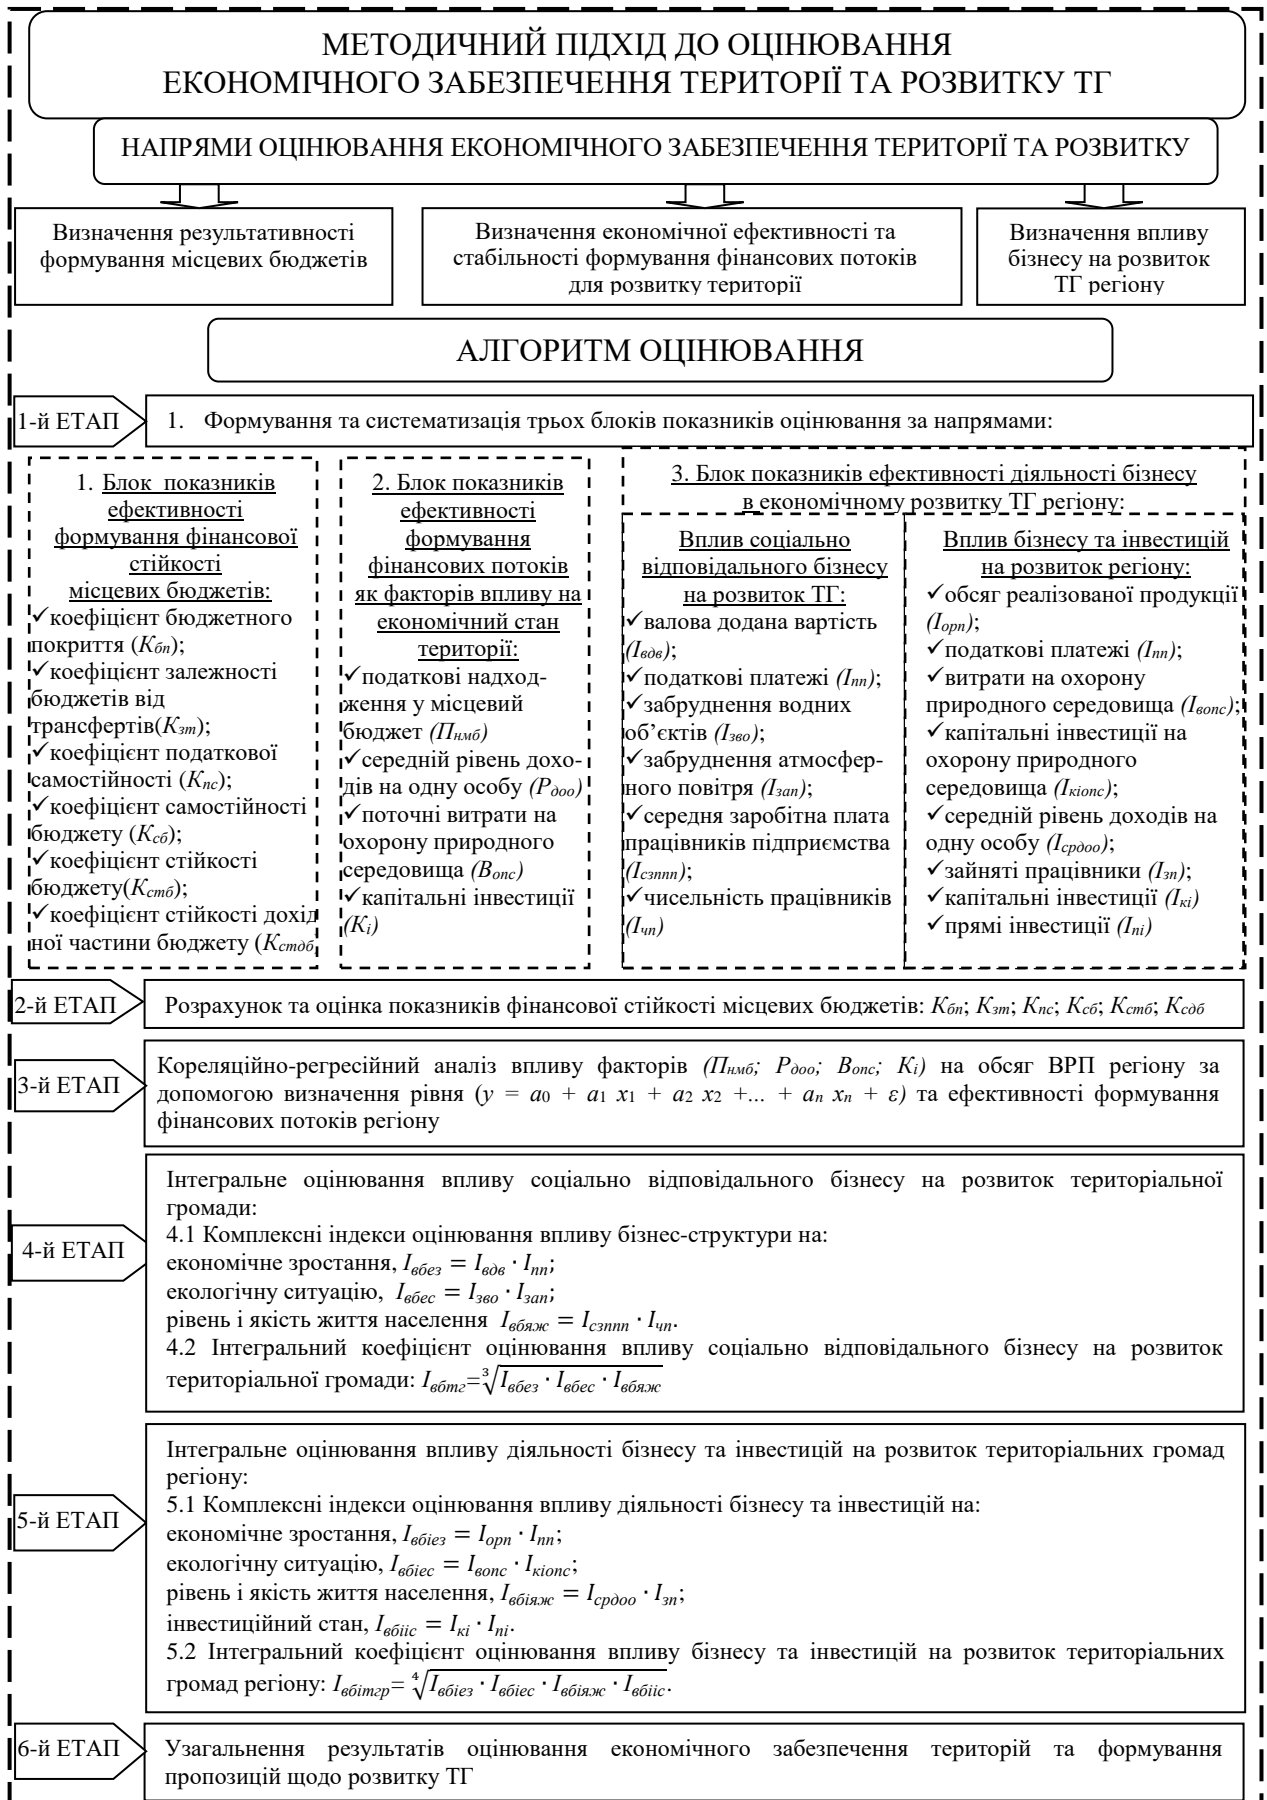 МЕТОДИЧНИЙ ПІДХІД ДО ОЦІНЮВАННЯ
ЕКОНОМІЧНОГО ЗАБЕЗПЕЧЕННЯ ТЕРИТОРІЇ ТА РОЗВИТКУ ТГ
НАПРЯМИ ОЦІНЮВАННЯ ЕКОНОМІЧНОГО ЗАБЕЗПЕЧЕННЯ ТЕРИТОРІЇ ТА РОЗВИТКУ
Визначення результативності
формування місцевих бюджетів
Визначення економічної ефективності та
стабільності формування фінансових потоків
для розвитку території
Визначення впливу
бізнесу на розвиток
ТГ регіону
АЛГОРИТМ ОЦІНЮВАННЯ
1-й ЕТАП
1. Формування та систематизація трьох блоків показників оцінювання за напрямами:
1. Блок показників
ефективності
формування фінансової
стійкості
місцевих бюджетів:
✓коефіцієнт бюджетного
покриття (Кбп);
✓коефіцієнт залежності
бюджетів від
трансфертів(Кзт);
✓коефіцієнт податкової
самостійності (Кпс);
✓коефіцієнт самостійності
бюджету (Ксб);
✓коефіцієнт стійкості
бюджету(Кстб);
✓коефіцієнт стійкості дохід
ної частини бюджету (Кстдб
2. Блок показників
ефективності
формування
фінансових потоків
як факторів впливу на
економічний стан
території:
✓податкові надход-
ження у місцевий
бюджет (Пнмб)
✓середній рівень дохо-
дів на одну особу (Рдоо)
✓поточні витрати на
охорону природного
середовища (Вопс)
✓капітальні інвестиції
(Кі)
3. Блок показників ефективності діяльності бізнесу
в економічному розвитку ТГ регіону:
Вплив соціально
відповідального бізнесу
на розвиток ТГ:
✓валова додана вартість
(Івдв);
✓податкові платежі (Іпп);
✓забруднення водних
об’єктів (Ізво);
✓забруднення атмосфер-
ного повітря (Ізап);
✓середня заробітна плата
працівників підприємства
(Ісзппп);
✓чисельність працівників
(Ічп)
Вплив бізнесу та інвестицій
на розвиток регіону:
✓обсяг реалізованої продукції
(Іорп);
✓податкові платежі (Іпп);
✓витрати на охорону
природного середовища (Івопс);
✓капітальні інвестиції на
охорону природного
середовища (Ікіопс);
✓середній рівень доходів на
одну особу (Ісрдоо);
✓зайняті працівники (Ізп);
✓капітальні інвестиції (Ікі)
✓прямі інвестиції (Іпі)
2-й ЕТАП
Розрахунок та оцінка показників фінансової стійкості місцевих бюджетів: Кбп; Кзт; Кпс; Ксб; Кстб; Ксдб
3-й ЕТАП
Кореляційно-регресійний аналіз впливу факторів (Пнмб; Рдоо; Вопс; Кі) на обсяг ВРП регіону за
допомогою визначення рівня (y = a0 + a1 x1 + a2 x2 +... + an xn + ε) та ефективності формування
фінансових потоків регіону
4-й ЕТАП
Інтегральне оцінювання впливу соціально відповідального бізнесу на розвиток територіальної
громади:
4.1 Комплексні індекси оцінювання впливу бізнес-структури на:
економічне зростання, Івбез = Івдв · Іпп;
екологічну ситуацію, Івбес = Ізво · Ізап;
рівень і якість життя населення Івбяж = Ісзппп · Ічп.
4.2 Інтегральний коефіцієнт оцінювання впливу соціально відповідального бізнесу на розвиток
територіальної громади: Івбтг=∛Івбез · Івбес · Івбяж
5-й ЕТАП
Інтегральне оцінювання впливу діяльності бізнесу та інвестицій на розвиток територіальних громад
регіону:
5.1 Комплексні індекси оцінювання впливу діяльності бізнесу та інвестицій на:
економічне зростання, Івбіез = Іорп · Іпп;
екологічну ситуацію, Івбіес = Івопс · Ікіопс;
рівень і якість життя населення, Івбіяж = Ісрдоо · Ізп;
інвестиційний стан, Івбііс = Ікі · Іпі.
5.2 Інтегральний коефіцієнт оцінювання впливу бізнесу та інвестицій на розвиток територіальних
громад регіону: Івбітгр= ∜Івбіез · Івбіес · Івбіяж · Івбііс.
6-й ЕТАП
Узагальнення результатів оцінювання економічного забезпечення територій та формування
пропозицій щодо розвитку ТГ